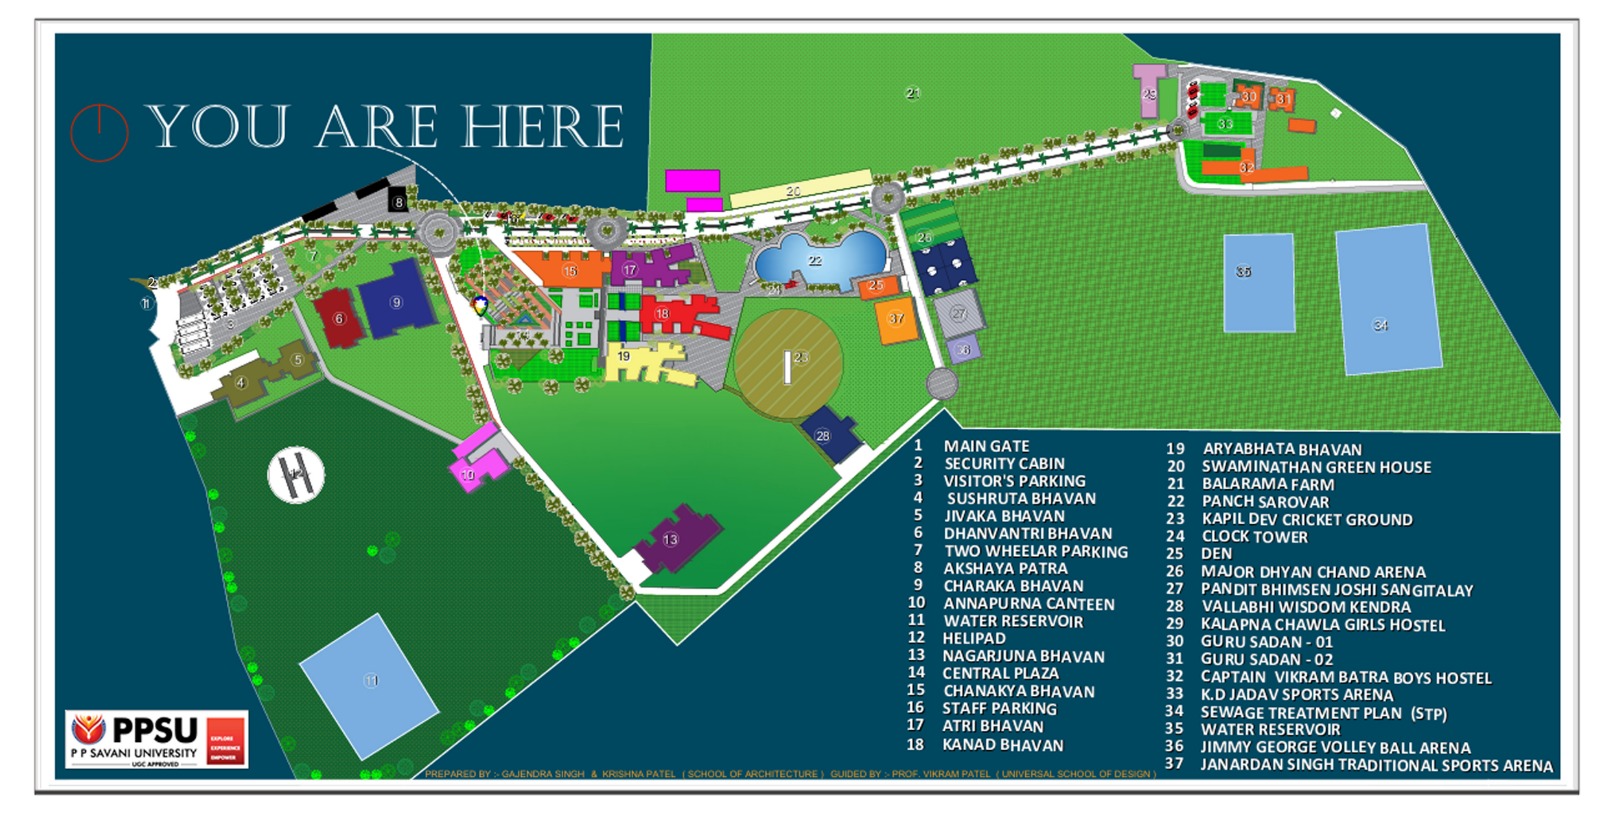 YOU ARE HERE
21
29
30
31
33
32
20
8
16
7
2
1
3
6
9
4
5
15
17
18
19
14
22
24
25
26
27
36
37
23
28
35
34
10
13
11
1 MAIN GATE
2 SECURITY CABIN
3 VISITOR'S PARKING
4 SUSHRUTA BHAVAN
5 JIVAKA BHAVAN
6 DHANVANTRI BHAVAN
7 TWO WHEELAR PARKING
8 AKSHAYA PATRA
9 CHARAKA BHAVAN
10 ANNAPURNA CANTEEN
11 WATER RESERVOIR
12 HELIPAD
13 NAGARJUNA BHAVAN
14 CENTRAL PLAZA
15 CHANAKYA BHAVAN
16 STAFF PARKING
17 ATRI BHAVAN
18 KANAD BHAVAN
19 ARYABHATA BHAVAN
20 SWAMINATHAN GREEN HOUSE
21 BALARAMA FARM
22 PANCH SAROVAR
23 KAPIL DEV CRICKET GROUND
24 CLOCK TOWER
25 DEN
26 MAJOR DHYAN CHAND ARENA
27 PANDIT BHIMSEN JOSHI SANGITALAY
28 VALLABHI WISDOM KENDRA
29 KALAPNA CHAWLA GIRLS HOSTEL
30 GURU SADAN - 01
31 GURU SADAN - 02
32 CAPTAIN VIKRAM BATRA BOYS HOSTEL
33 K.D JADAV SPORTS ARENA
34 SEWAGE TREATMENT PLAN (STP)
35 WATER RESERVOIR
36 JIMMY GEORGE VOLLEY BALL ARENA
37 JANARDAN SINGH TRADITIONAL SPORTS ARENA
PPSU
P P SAVANI UNIVERSITY
UGC APPROVED
EXPLORE
EXPERIENCE
EMPOWER
PREPARED BY :- GAJENDRA SINGH & KRISHNA PATEL ( SCHOOL OF ARCHITECTURE ) GUIDED BY :- PROF. VIKRAM PATEL ( UNIVERSAL SCHOOL OF DESIGN )